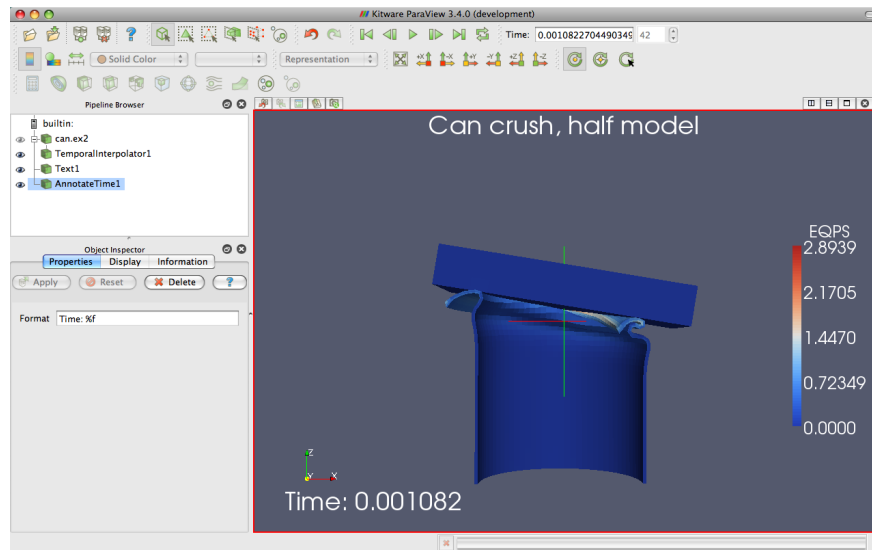 Kitware ParaView 3.4.0 (development)
Time: 0.0010822704490349 42
Solid Color
Representation
+X -X +Y -Y +Z -Z
Pipeline Browser
builtin:
can.ex2
TemporalInterpolator1
Text1
AnnotateTime1
Object Inspector
Properties Display Information
Apply Reset Delete ?
Format Time: %f
Can crush, half model
EQPS
2.8939
2.1705
1.4470
0.72349
0.0000
Z
Y X
Time: 0.001082